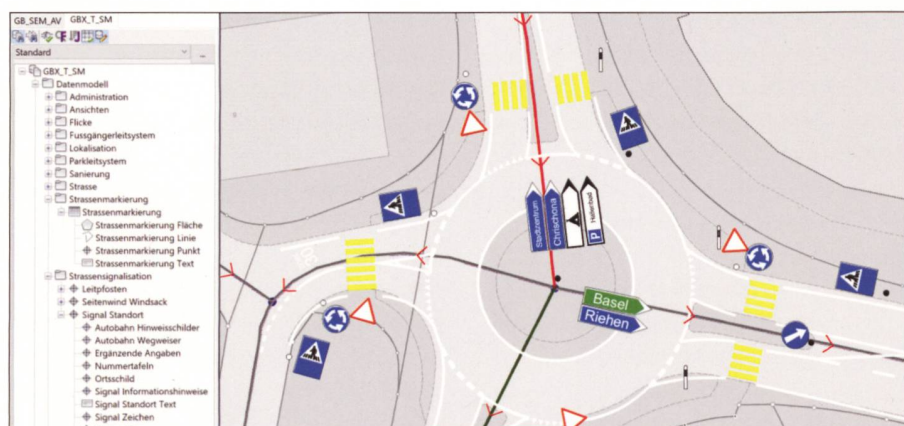 GB_SEM_AV GBX_T_SM
Standard
GBX_T_SM
Datenmodell
Administration
Ansichten
Flicke
Fussgängerleitsystem
Lokalisation
Parkleitsystem
Sanierung
Strasse
Strassenmarkierung
Strassenmarkierung
Strassenmarkierung Fläche
Strassenmarkierung Linie
Strassenmarkierung Punkt
Strassenmarkierung Text
Strassensignalisation
Leitpfosten
Seitenwind Windsack
Signal Standort
Autobahn Hinweisschilder
Autobahn Wegweiser
Ergänzende Angaben
Nummertafeln
Ortsschild
Signal Informationshinweise
Signal Standort Text
Signal Zeichen
Stadtzentrum
Chrischona
P Hallenbad
Basel
Riehen